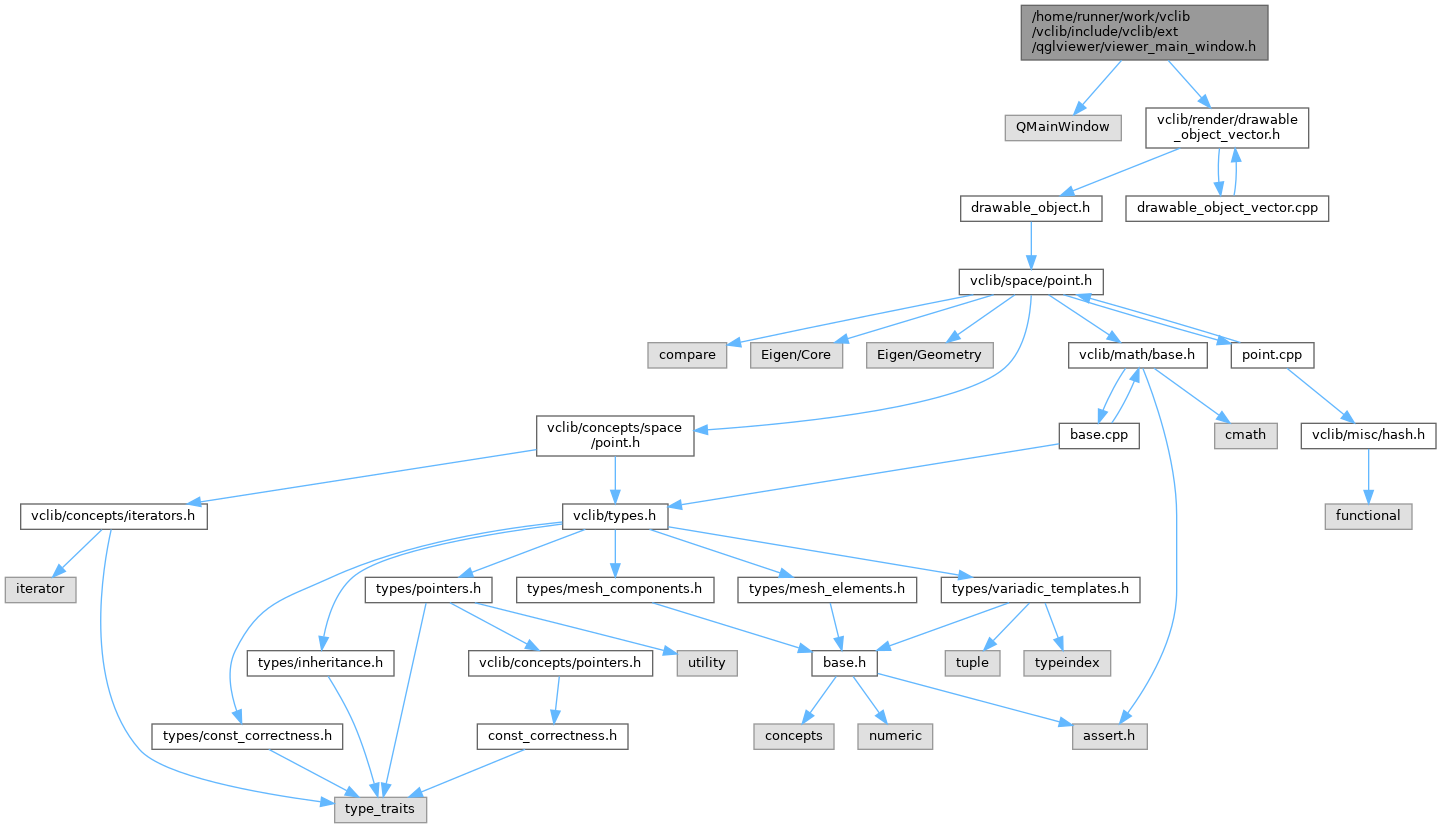 /home/runner/work/vclib
/vclib/include/vclib/ext
/qglviewer/viewer_main_window.h
QMainWindow
vclib/render/drawable
_object_vector.h
drawable_object.h
drawable_object_vector.cpp
vclib/space/point.h
compare
Eigen/Core
Eigen/Geometry
vclib/math/base.h
point.cpp
vclib/concepts/space
/point.h
base.cpp
cmath
vclib/misc/hash.h
vclib/concepts/iterators.h
vclib/types.h
functional
iterator
types/pointers.h
types/mesh_components.h
types/mesh_elements.h
types/variadic_templates.h
types/inheritance.h
vclib/concepts/pointers.h
utility
base.h
tuple
typeindex
types/const_correctness.h
const_correctness.h
concepts
numeric
assert.h
type_traits